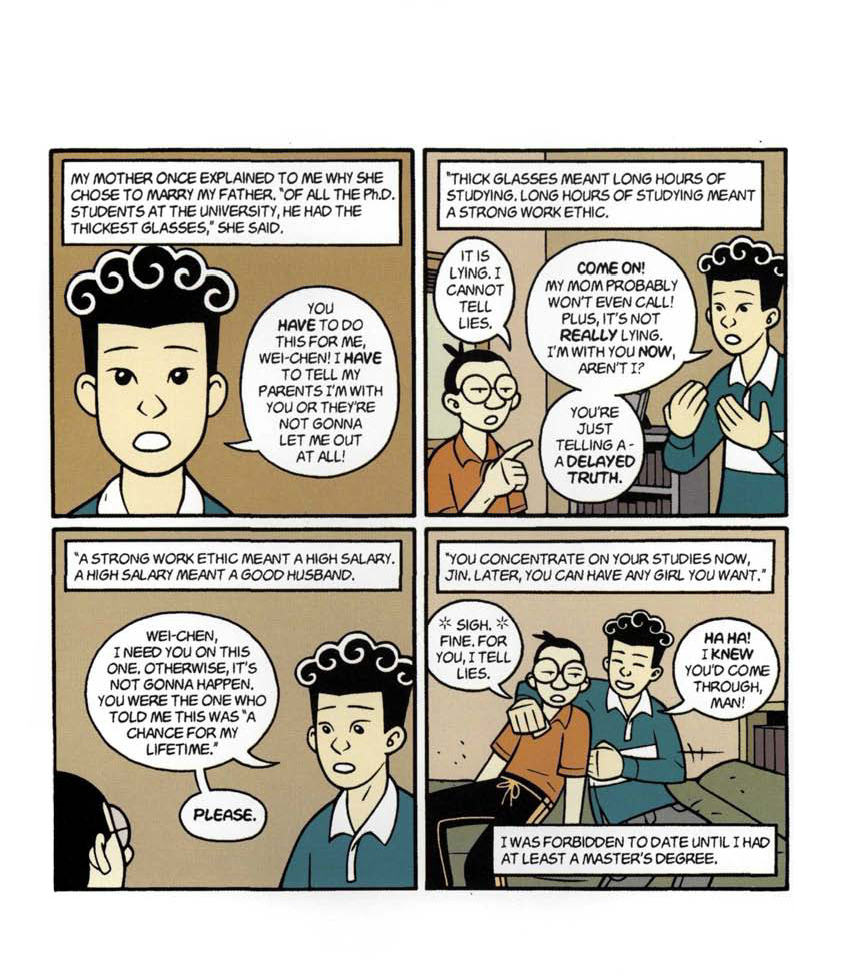 MY MOTHER ONCE EXPLAINED TO ME WHY SHE
CHOSE TO MARRY MY FATHER. "OF ALL THE Ph.D.
STUDENTS AT THE UNIVERSITY, HE HAD THE
THICKEST GLASSES," SHE SAID.
YOU
HAVE TO DO
THIS FOR ME,
WEI-CHEN! I HAVE
TO TELL MY
PARENTS I'M WITH
YOU OR THEY'RE
NOT GONNA
LET ME OUT
AT ALL!
"THICK GLASSES MEANT LONG HOURS OF
STUDYING. LONG HOURS OF STUDYING MEANT
A STRONG WORK ETHIC.
IT IS
LYING. I
CANNOT
TELL
LIES.
COME ON!
MY MOM PROBABLY
WON'T EVEN CALL!
PLUS, IT'S NOT
REALLY LYING.
I'M WITH YOU NOW,
AREN'T I?
YOU'RE
JUST
TELLING A -
A DELAYED
TRUTH.
"A STRONG WORK ETHIC MEANT A HIGH SALARY.
A HIGH SALARY MEANT A GOOD HUSBAND.
WEI-CHEN,
I NEED YOU ON THIS
ONE. OTHERWISE, IT'S
NOT GONNA HAPPEN.
YOU WERE THE ONE WHO
TOLD ME THIS WAS "A
CHANCE FOR MY
LIFETIME."
PLEASE.
"YOU CONCENTRATE ON YOUR STUDIES NOW,
JIN. LATER, YOU CAN HAVE ANY GIRL YOU WANT."
* SIGH. *
FINE. FOR
YOU, I TELL
LIES.
HA HA!
I KNEW
YOU'D COME
THROUGH,
MAN!
I WAS FORBIDDEN TO DATE UNTIL I HAD
AT LEAST A MASTER'S DEGREE.